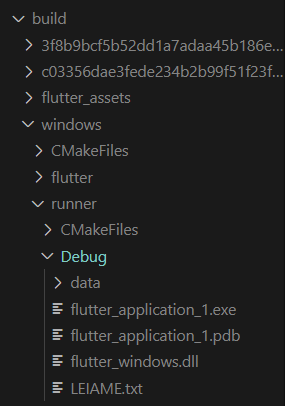 build
3f8b9bcf5b52dd1a7adaa45b186e...
c03356dae3fede234b2b99f51f23f...
flutter_assets
windows
CMakeFiles
flutter
runner
CMakeFiles
Debug
data
flutter_application_1.exe
flutter_application_1.pdb
flutter_windows.dll
LEIAME.txt